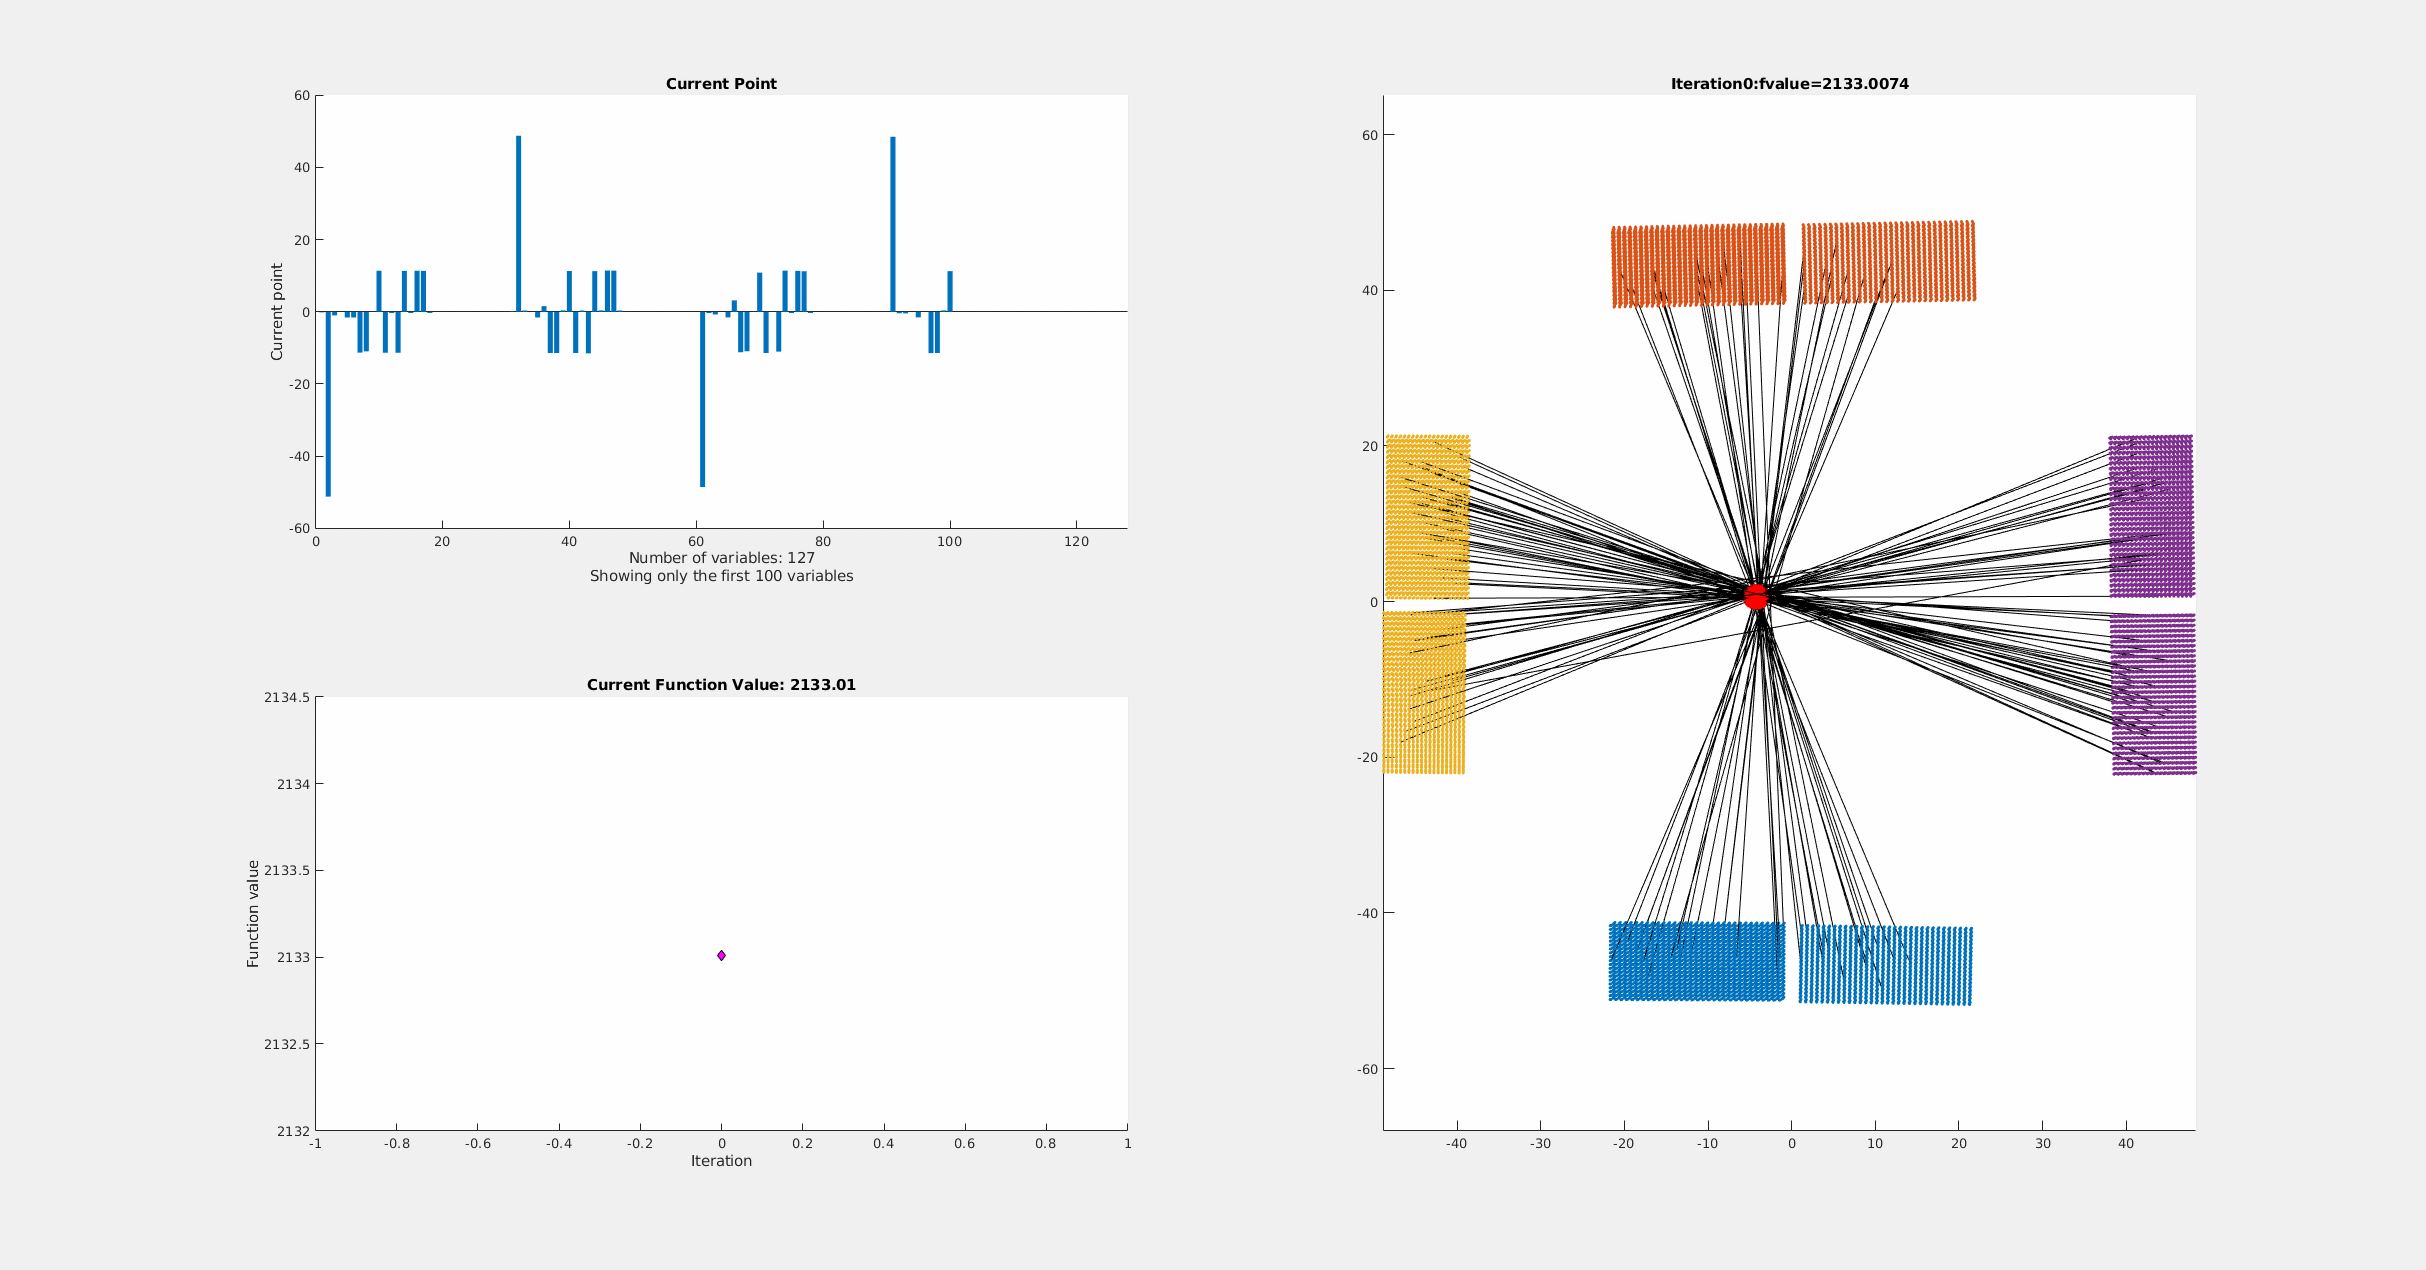 Current Point
60
40
20
0
-20
-40
-60
Current point
0 20 40 60 80 100 120
Number of variables: 127
Showing only the first 100 variables
Current Function Value: 2133.01
2134.5
2134
2133.5
2133
2132.5
2132
Function value
-1 -0.8 -0.6 -0.4 -0.2 0 0.2 0.4 0.6 0.8 1
Iteration
Iteration0:fvalue=2133.0074
60
40
20
0
-20
-40
-60
-40 -30 -20 -10 0 10 20 30 40